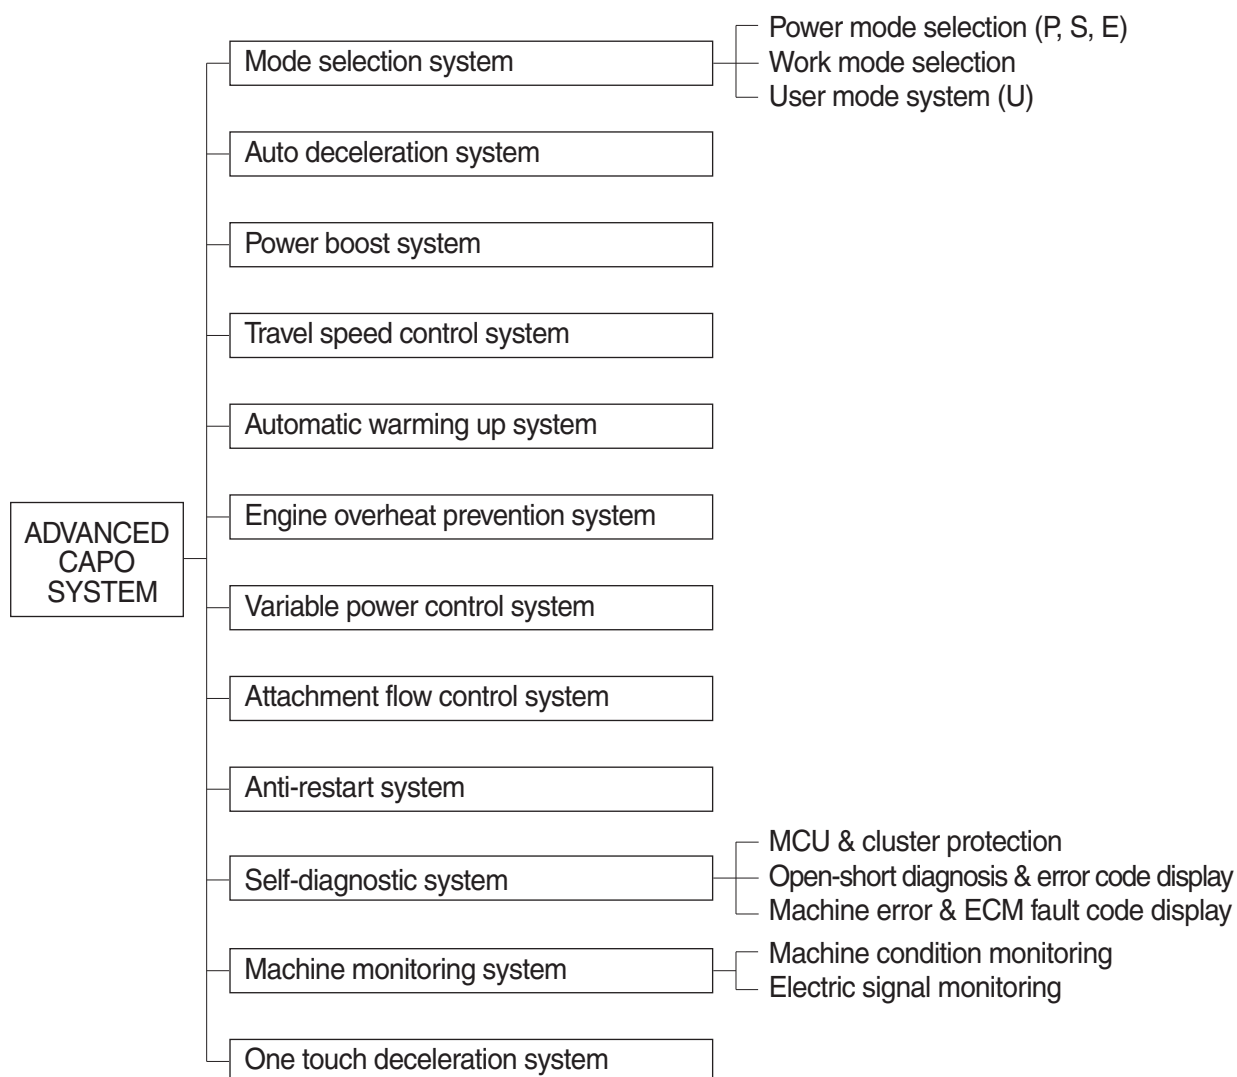 Mode selection system
Power mode selection (P, S, E)
Work mode selection
User mode system (U)
Auto deceleration system
Power boost system
Travel speed control system
Automatic warming up system
Engine overheat prevention system
ADVANCED
CAPO
SYSTEM
Variable power control system
Attachment flow control system
Anti-restart system
Self-diagnostic system
MCU & cluster protection
Open-short diagnosis & error code display
Machine error & ECM fault code display
Machine monitoring system
Machine condition monitoring
Electric signal monitoring
One touch deceleration system